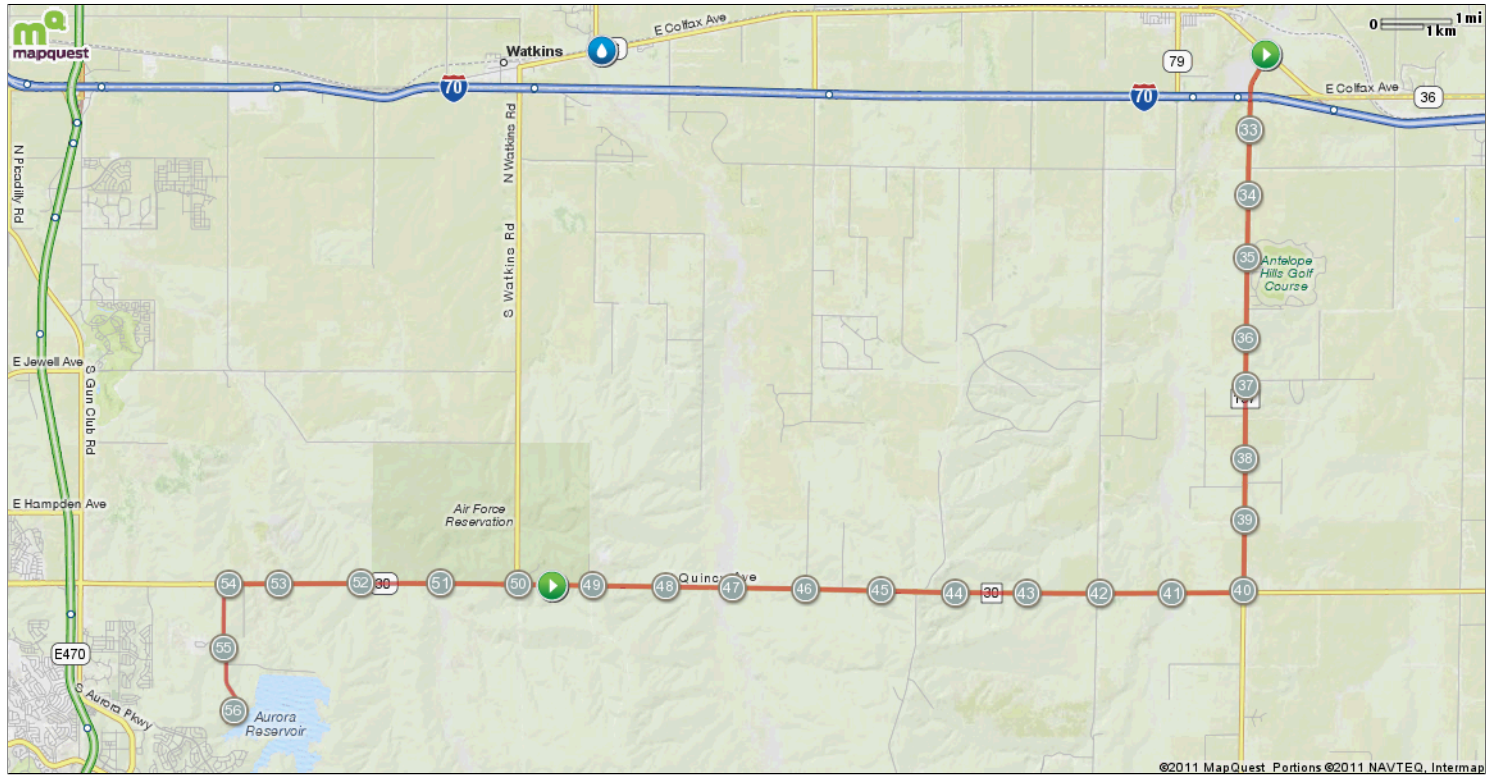 mapquest
E Colfax Ave
0 1 mi
1 km
Watkins
79
70
70
E Colfax Ave
36
N Picadilly Rd
N Watkins Rd
33
34
S Watkins Rd
35
Antelope
Hills Golf
Course
36
E Jewell Ave
S Gun Club Rd
37
38
E Hampden Ave
Air Force
Reservation
39
54
53
52
30
51
50
49
48
Quincy Ave
47
46
45
44
30
43
42
41
40
55
E470
S Aurora Pkwy
56
Aurora
Reservoir
©2011 MapQuest Portions ©2011 NAVTEQ, Intermap